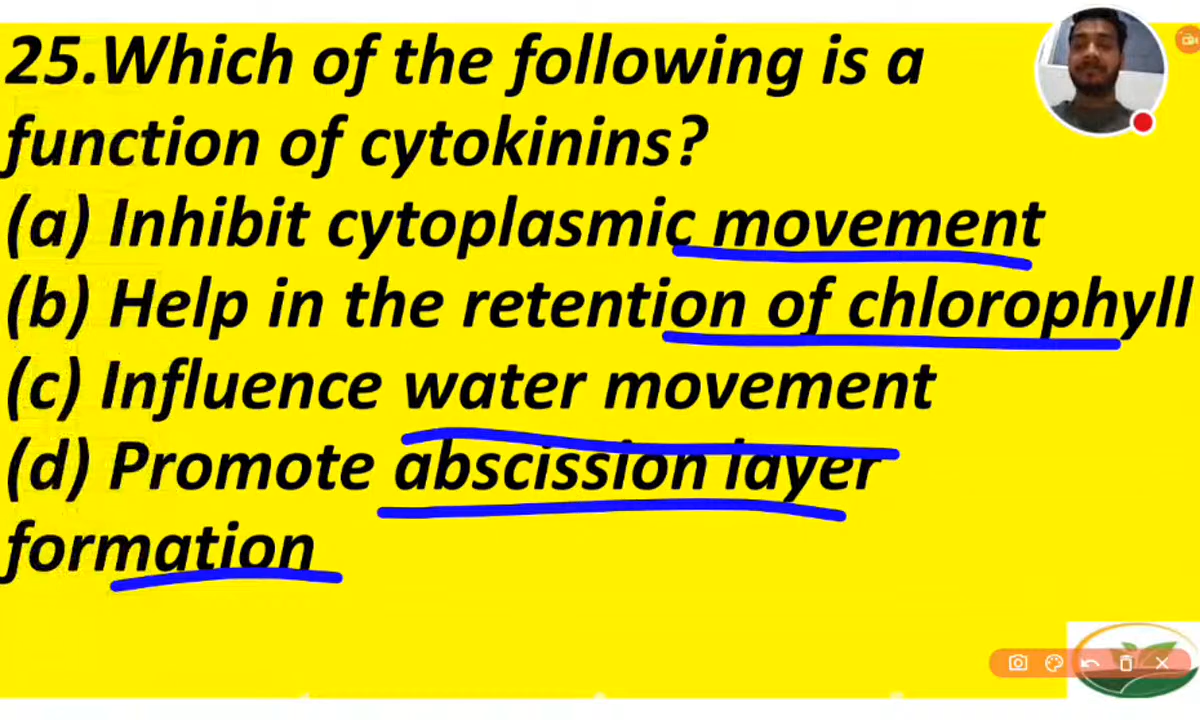 25.Which of the following is a
function of cytokinins?
(a) Inhibit cytoplasmic movement
(b) Help in the retention of chlorophyll
(c) Influence water movement
(d) Promote abscission layer
formation